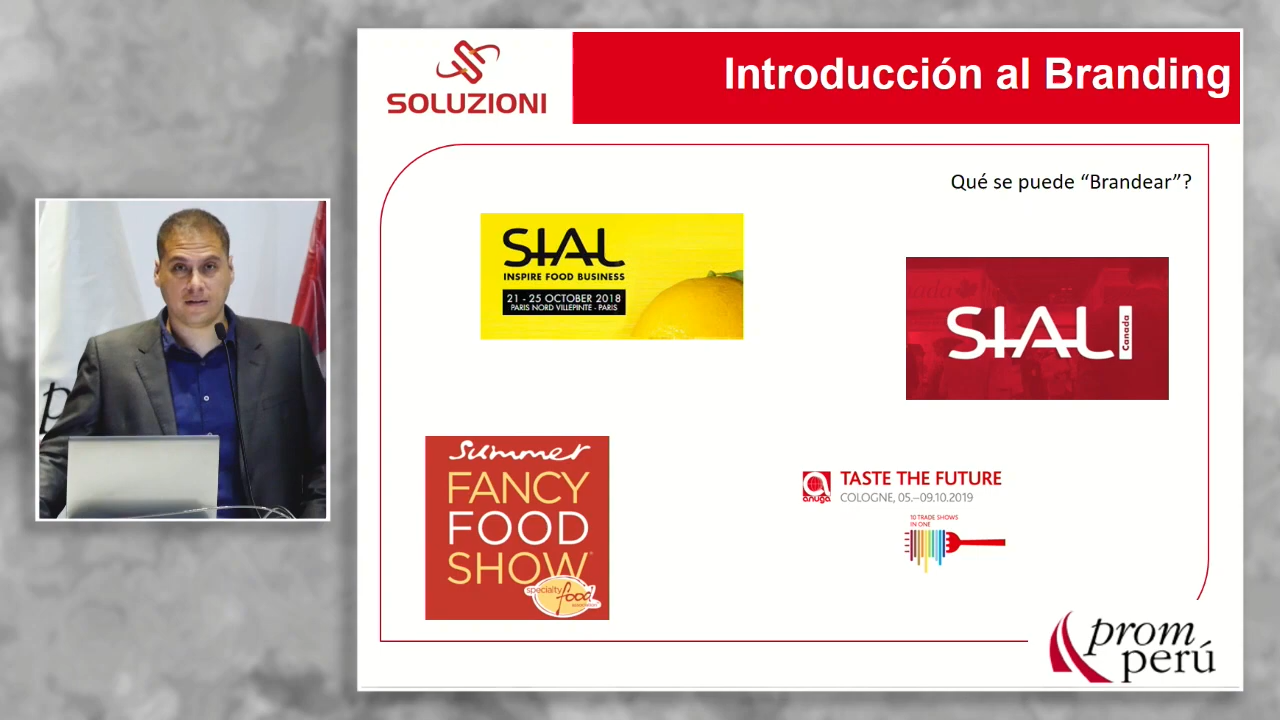 SOLUZIONI
Introducción al Branding
Qué se puede “Brandear”?
SIAL
INSPIRE FOOD BUSINESS
21 - 25 OCTOBER 2018
PARIS NORD VILLEPINTE - PARIS
SIAL
Canada
Summer
FANCY
FOOD
SHOW
specialty
food
association
anuga
TASTE THE FUTURE
COLOGNE, 05.–09.10.2019
10 TRADE SHOWS
IN ONE
prom
perú